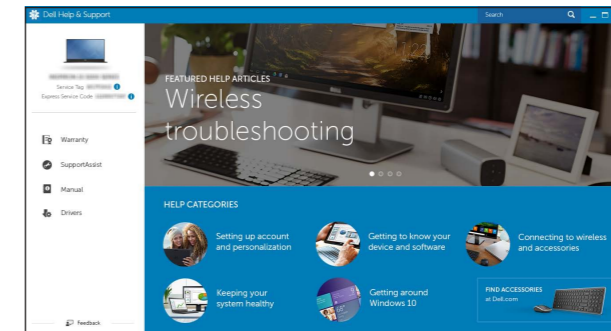 Dell Help & Support
Search
Service Tag:
Express Service Code:
Warranty
SupportAssist
Manual
Drivers
Feedback
FEATURED HELP ARTICLES
Wireless
troubleshooting
DELL
HELP CATEGORIES
Setting up account
and personalization
Getting to know your
device and software
Connecting to wireless
and accessories
Keeping your
system healthy
Getting around
Windows 10
FIND ACCESSORIES
at Dell.com